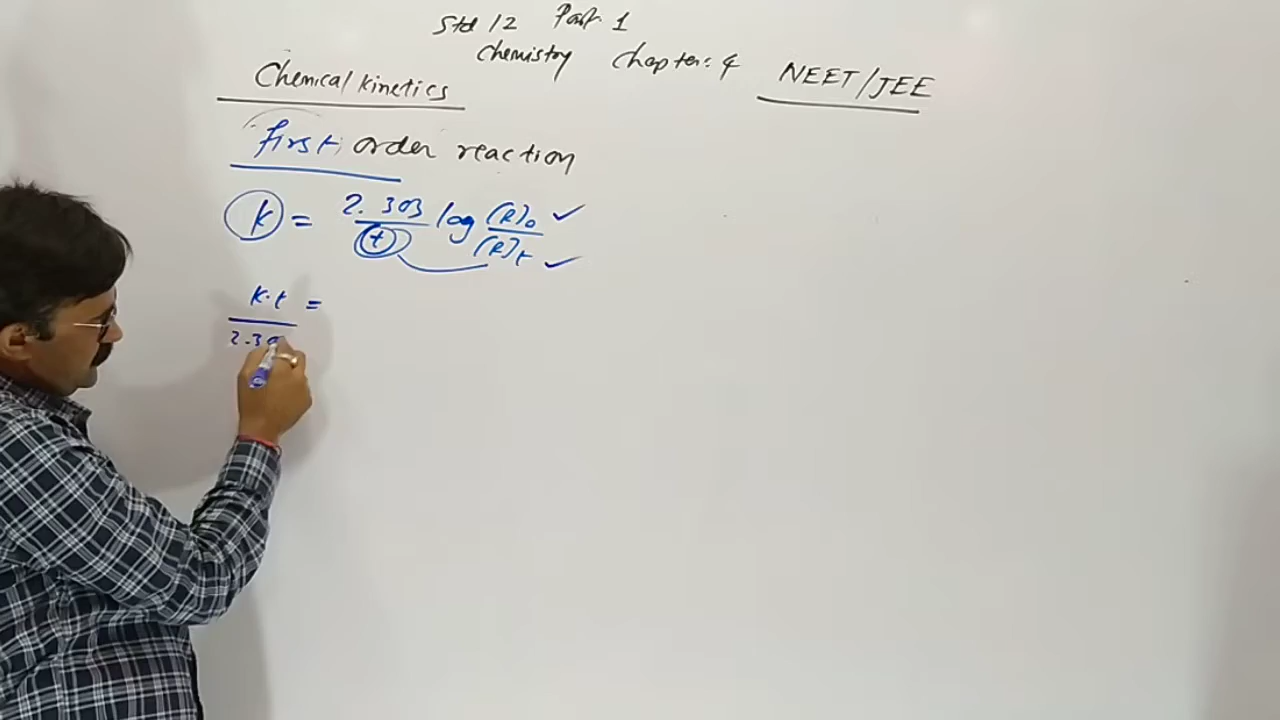 Std 12 Part 1
Chemistry Chapter: 4
NEET/JEE
Chemical kinetics
First order reaction
k = 2.303/t log (R)₀/(R)t
k.t/2.30 =